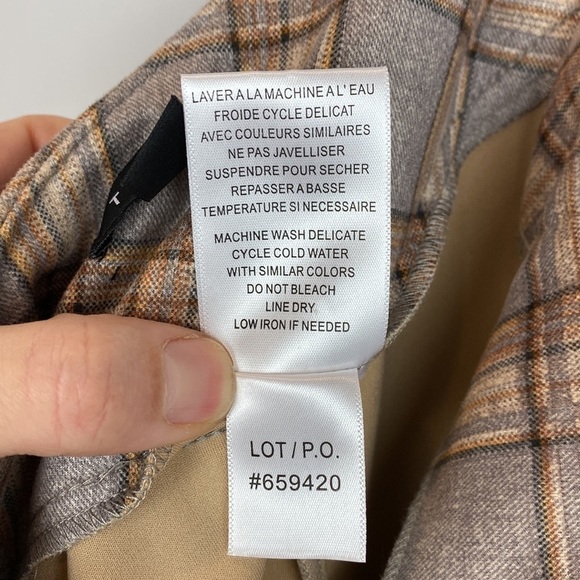 LAVER A LA MACHINE A L' EAU
FROIDE CYCLE DELICAT
AVEC COULEURS SIMILAIRES
NE PAS JAVELLISER
SUSPENDRE POUR SECHER
REPASSER A BASSE
TEMPERATURE SI NECESSAIRE
MACHINE WASH DELICATE
CYCLE COLD WATER
WITH SIMILAR COLORS
DO NOT BLEACH
LINE DRY
LOW IRON IF NEEDED
LOT / P.O.
#659420